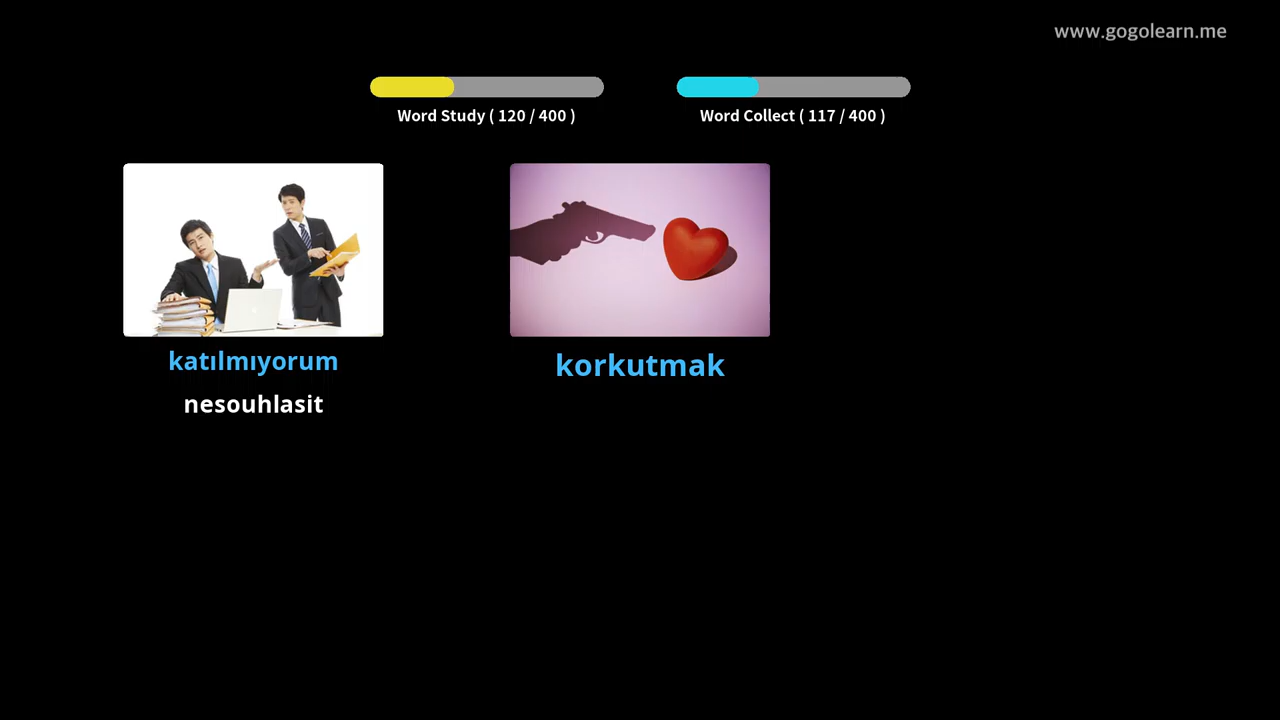 www.gogolearn.me
Word Study ( 120 / 400 )
Word Collect ( 117 / 400 )
katılmıyorum
nesouhlasit
korkutmak